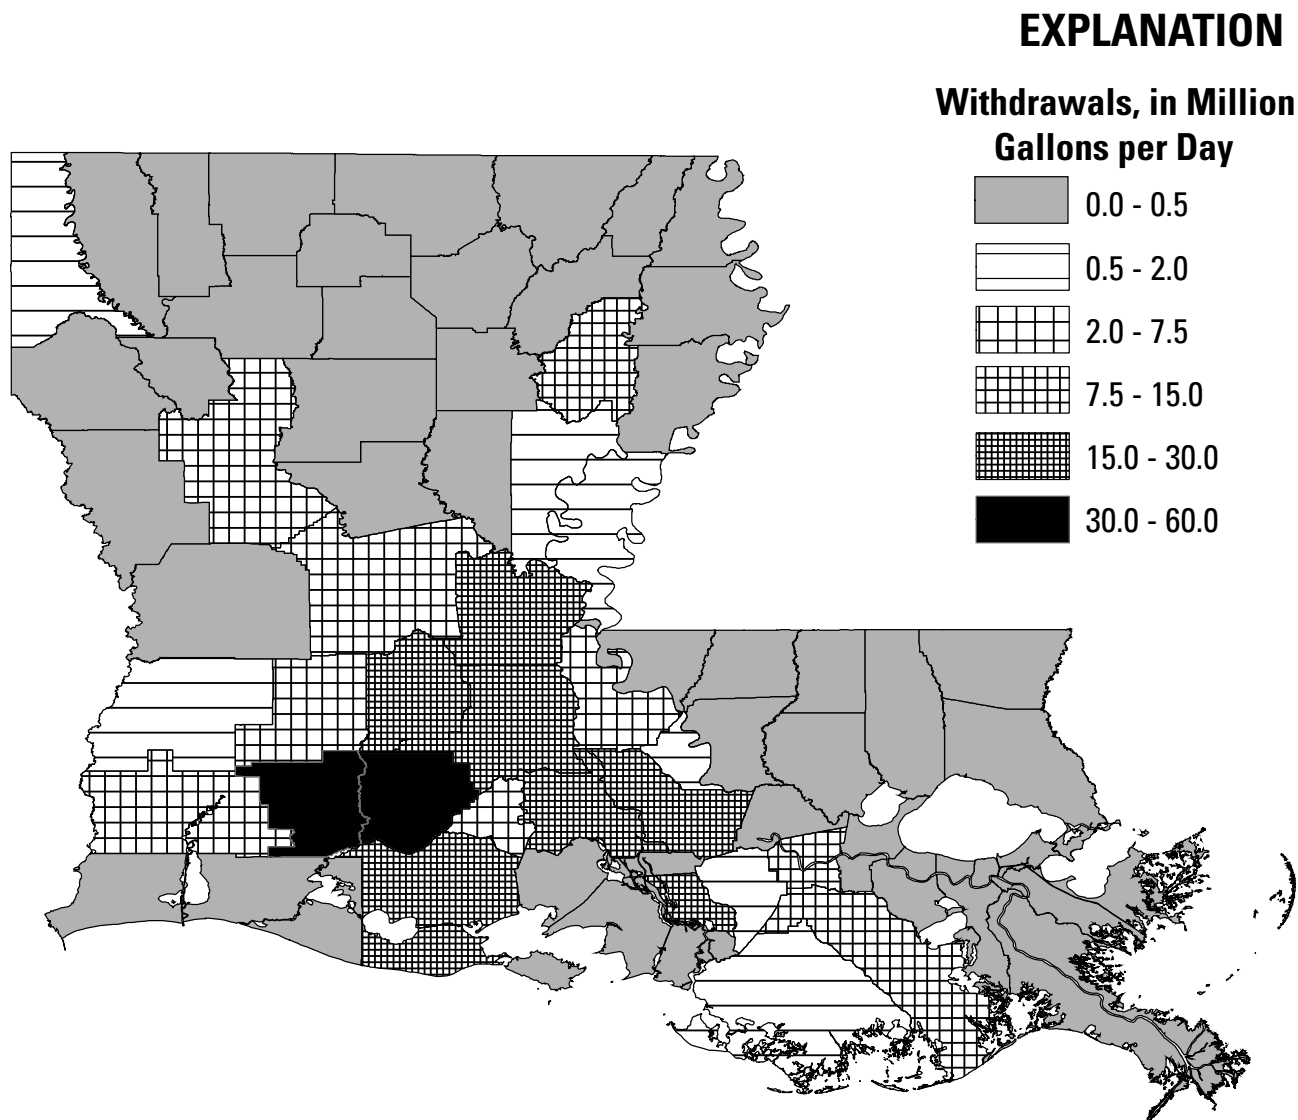 EXPLANATION
Withdrawals, in Million
Gallons per Day
0.0 - 0.5
0.5 - 2.0
2.0 - 7.5
7.5 - 15.0
15.0 - 30.0
30.0 - 60.0